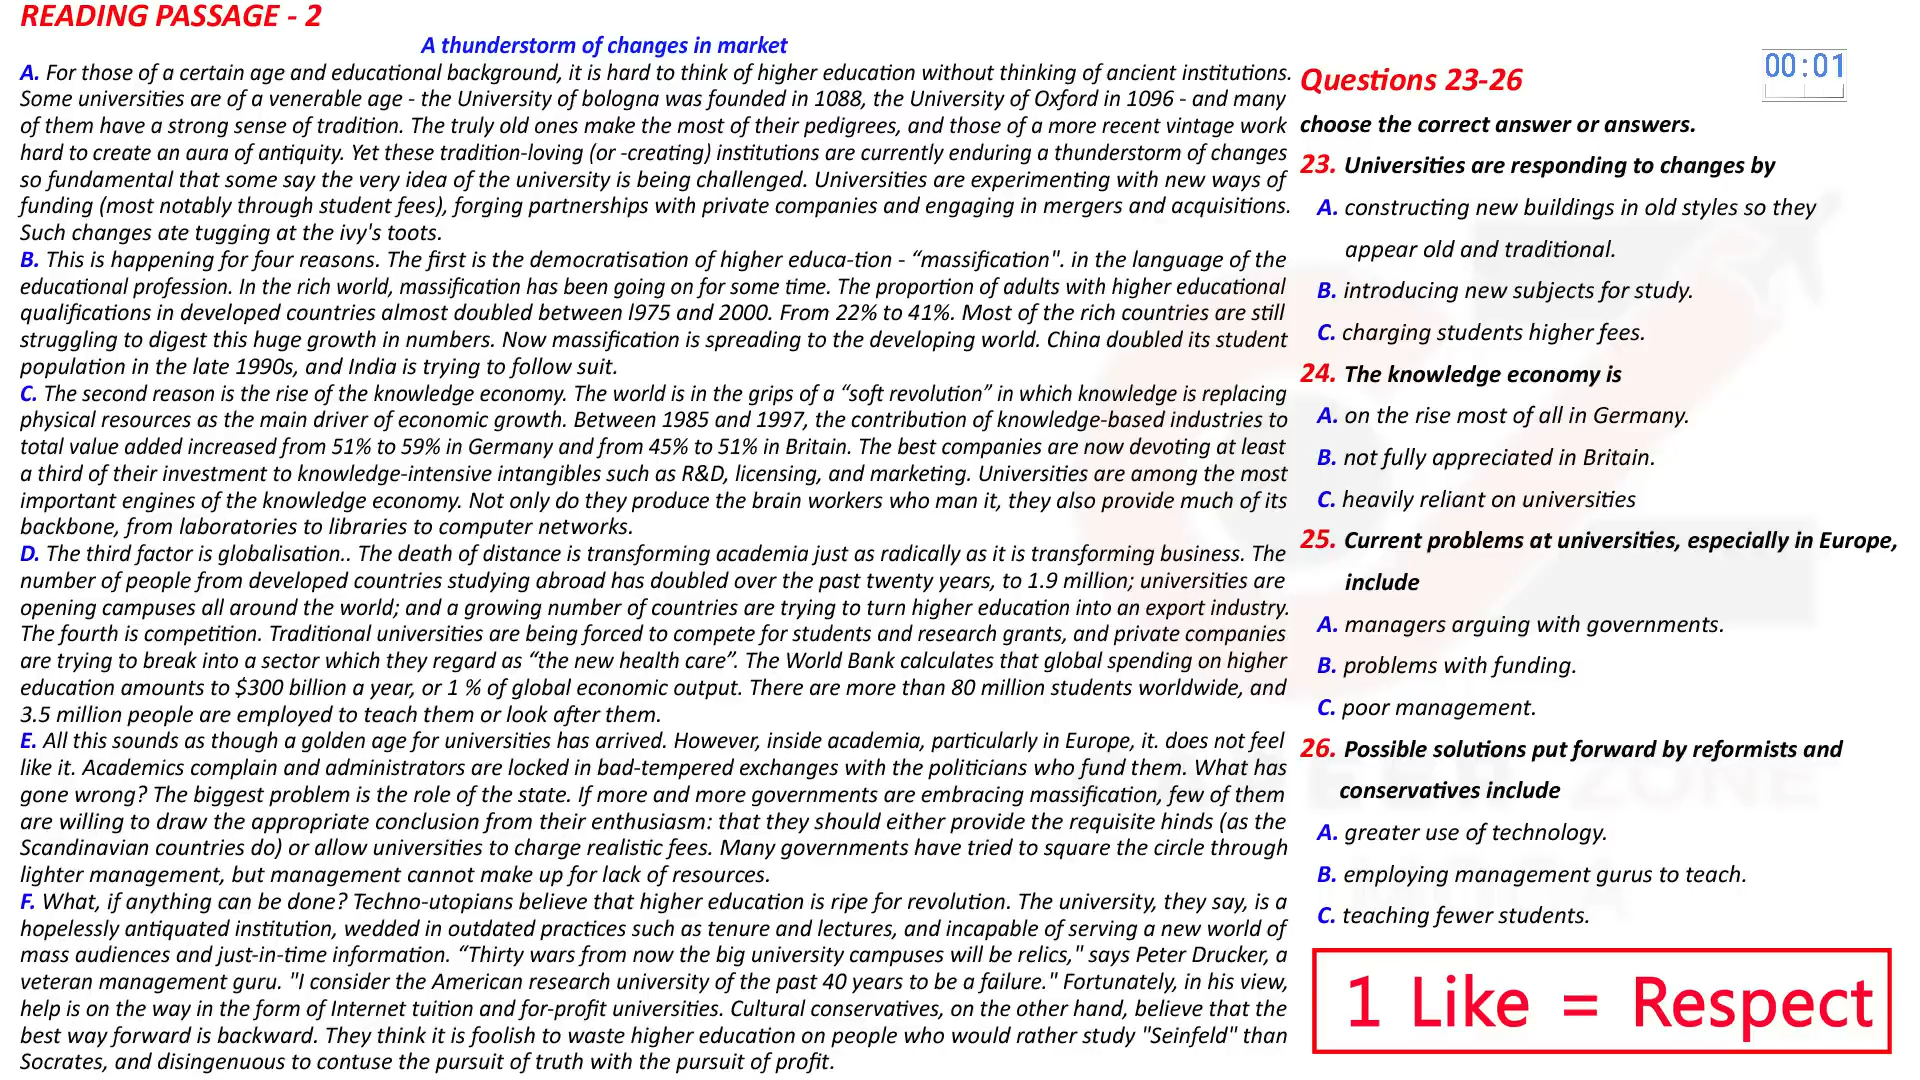 READING PASSAGE - 2
A thunderstorm of changes in market
A. For those of a certain age and educational background, it is hard to think of higher education without thinking of ancient institutions.
Some universities are of a venerable age - the University of bologna was founded in 1088, the University of Oxford in 1096 - and many
of them have a strong sense of tradition. The truly old ones make the most of their pedigrees, and those of a more recent vintage work
hard to create an aura of antiquity. Yet these tradition-loving (or -creating) institutions are currently enduring a thunderstorm of changes
so fundamental that some say the very idea of the university is being challenged. Universities are experimenting with new ways of
funding (most notably through student fees), forging partnerships with private companies and engaging in mergers and acquisitions.
Such changes ate tugging at the ivy's toots.
B. This is happening for four reasons. The first is the democratisation of higher educa-tion - “massification". in the language of the
educational profession. In the rich world, massification has been going on for some time. The proportion of adults with higher educational
qualifications in developed countries almost doubled between l975 and 2000. From 22% to 41%. Most of the rich countries are still
struggling to digest this huge growth in numbers. Now massification is spreading to the developing world. China doubled its student
population in the late 1990s, and India is trying to follow suit.
C. The second reason is the rise of the knowledge economy. The world is in the grips of a “soft revolution” in which knowledge is replacing
physical resources as the main driver of economic growth. Between 1985 and 1997, the contribution of knowledge-based industries to
total value added increased from 51% to 59% in Germany and from 45% to 51% in Britain. The best companies are now devoting at least
a third of their investment to knowledge-intensive intangibles such as R&D, licensing, and marketing. Universities are among the most
important engines of the knowledge economy. Not only do they produce the brain workers who man it, they also provide much of its
backbone, from laboratories to libraries to computer networks.
D. The third factor is globalisation.. The death of distance is transforming academia just as radically as it is transforming business. The
number of people from developed countries studying abroad has doubled over the past twenty years, to 1.9 million; universities are
opening campuses all around the world; and a growing number of countries are trying to turn higher education into an export industry.
The fourth is competition. Traditional universities are being forced to compete for students and research grants, and private companies
are trying to break into a sector which they regard as “the new health care”. The World Bank calculates that global spending on higher
education amounts to $300 billion a year, or 1 % of global economic output. There are more than 80 million students worldwide, and
3.5 million people are employed to teach them or look after them.
E. All this sounds as though a golden age for universities has arrived. However, inside academia, particularly in Europe, it. does not feel
like it. Academics complain and administrators are locked in bad-tempered exchanges with the politicians who fund them. What has
gone wrong? The biggest problem is the role of the state. If more and more governments are embracing massification, few of them
are willing to draw the appropriate conclusion from their enthusiasm: that they should either provide the requisite hinds (as the
Scandinavian countries do) or allow universities to charge realistic fees. Many governments have tried to square the circle through
lighter management, but management cannot make up for lack of resources.
F. What, if anything can be done? Techno-utopians believe that higher education is ripe for revolution. The university, they say, is a
hopelessly antiquated institution, wedded in outdated practices such as tenure and lectures, and incapable of serving a new world of
mass audiences and just-in-time information. “Thirty wars from now the big university campuses will be relics," says Peter Drucker, a
veteran management guru. "I consider the American research university of the past 40 years to be a failure." Fortunately, in his view,
help is on the way in the form of Internet tuition and for-profit universities. Cultural conservatives, on the other hand, believe that the
best way forward is backward. They think it is foolish to waste higher education on people who would rather study "Seinfeld" than
Socrates, and disingenuous to contuse the pursuit of truth with the pursuit of profit.
00:01
Questions 23-26
choose the correct answer or answers.
23. Universities are responding to changes by
A. constructing new buildings in old styles so they
appear old and traditional.
B. introducing new subjects for study.
C. charging students higher fees.
24. The knowledge economy is
A. on the rise most of all in Germany.
B. not fully appreciated in Britain.
C. heavily reliant on universities
25. Current problems at universities, especially in Europe,
include
A. managers arguing with governments.
B. problems with funding.
C. poor management.
26. Possible solutions put forward by reformists and
conservatives include
A. greater use of technology.
B. employing management gurus to teach.
C. teaching fewer students.
1 Like = Respect